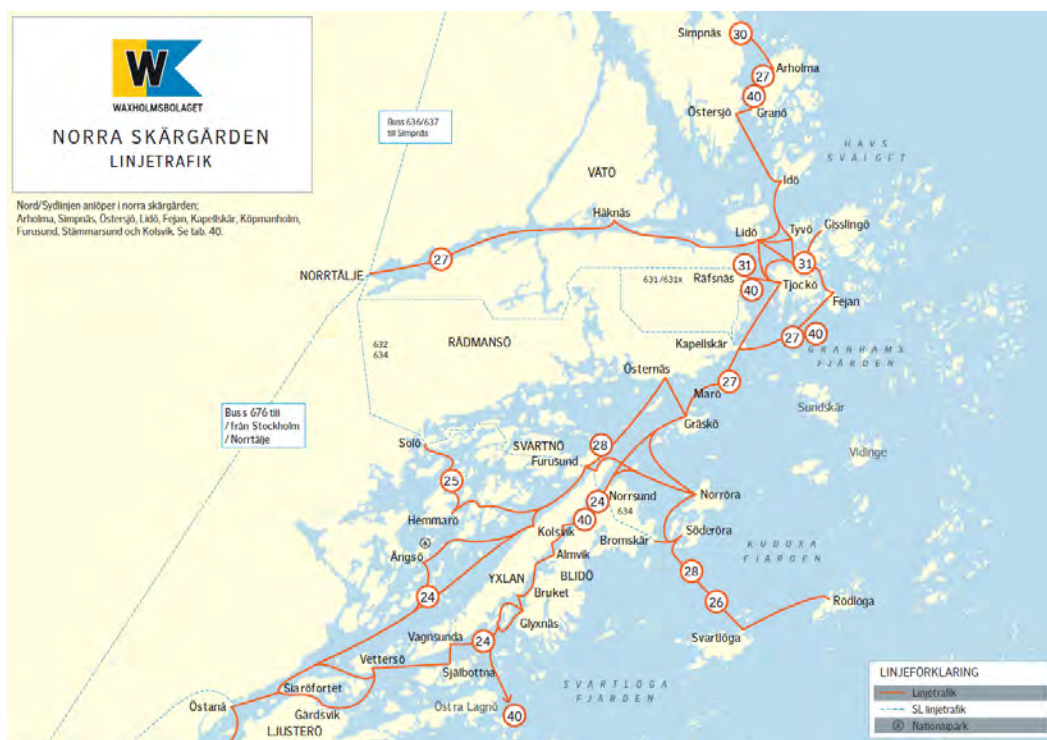 W
WAXHOLMSBOLAGET
NORRA SKÄRGÅRDEN
LINJETRAFIK
Nord/Sydlinjen anlöper i norra skärgården;
Arholma, Simpnäs, Östersjö, Lidö, Fejan, Kapellskär, Köpmanholm,
Furusund, Stämmarsund och Kolsvik. Se tab. 40.
Buss 636/637
till Simpnäs
Simpnäs
30
Arholma
27
40
Östersjö
Granö
HAVS
SVALGET
Idö
VÄTÖ
Håknäs
Lidö
Tyvö
Gisslingö
27
NORRTÄLJE
31
31
631/631x
Räfsnäs
40
Tjockö
Fejan
RÅDMANSÖ
632
634
Kapellskär
27
40
GRANHAMS
FJÄRDEN
Östernäs
Marö
27
Sundskär
Gräskö
Buss 676 till
/från Stockholm
/Norrtälje
Solö
SVARTNÖ
28
Vidinge
Furusund
25
Norrsund
Norröra
24
634
Hemmarö
40
Kolsvik
Bromskär
Söderöra
KUDOXA
FJÄRDEN
Ängsö
Almvik
YXLAN
BLIDÖ
28
24
Bruket
26
Rödlöga
Glyxnäs
Svartlöga
Vagnsunda
24
Vettersö
Själbottna
LINJEFÖRKLARING
Siaröfortet
SVARTLÖGA
FJÄRDEN
Linjetrafik
Östanå
Gärdsvik
Östra Lagnö
40
SL linjetrafik
LJUSTERÖ
Nationalpark